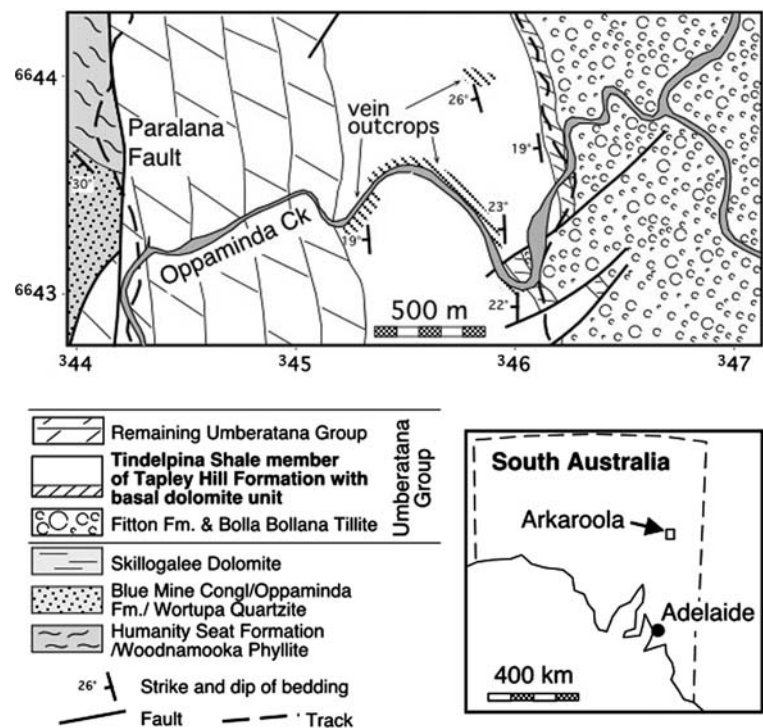 6644
Paralana
Fault
vein
outcrops
26°
19°
30°
23°
Oppaminda Ck
19°
6643
22°
500 m
344
345
346
347
Remaining Umberatana Group
Tindelpina Shale member
of Tapley Hill Formation with
basal dolomite unit
Fitton Fm. & Bolla Bollana Tillite
Umberatana
Group
Skillogalee Dolomite
Blue Mine Congl/Oppaminda
Fm./ Wortupa Quartzite
Humanity Seat Formation
/Woodnamooka Phyllite
26° Strike and dip of bedding
Fault
Track
South Australia
Arkaroola
Adelaide
400 km